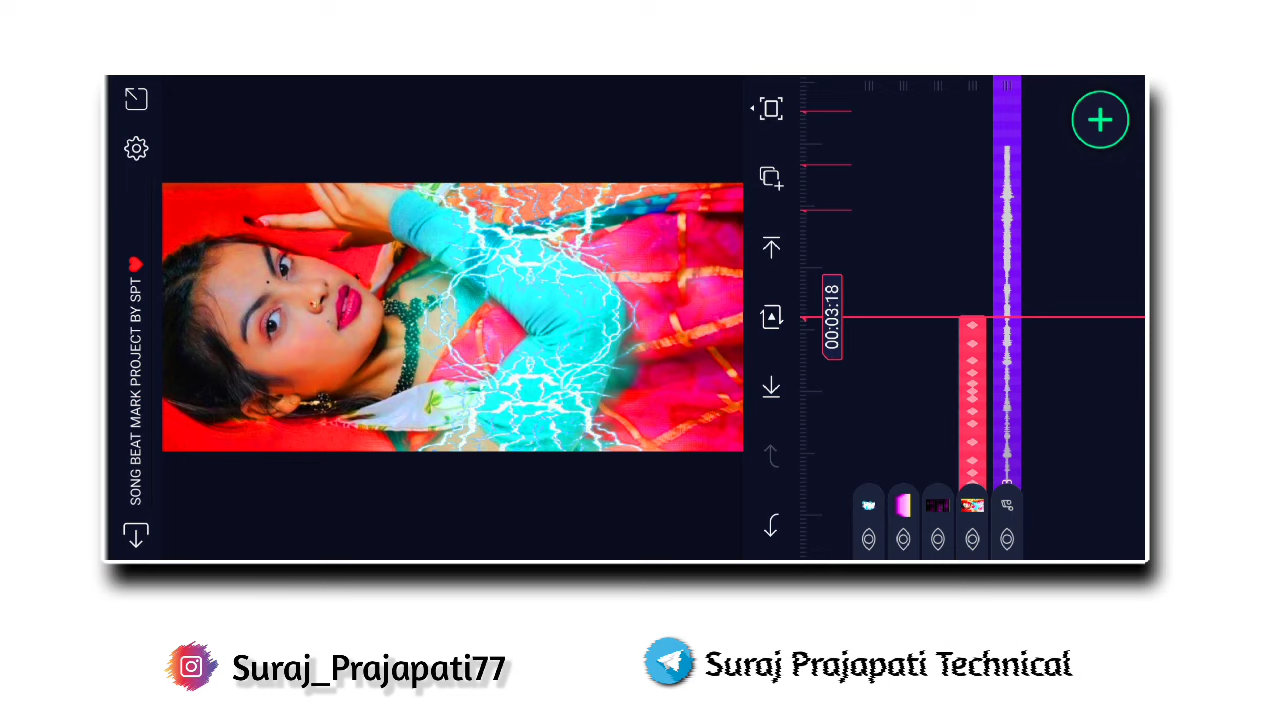 SONG BEAT MARK PROJECT BY SPT ❤
00:03:18
Suraj_Prajapati77
Suraj Prajapati Technical